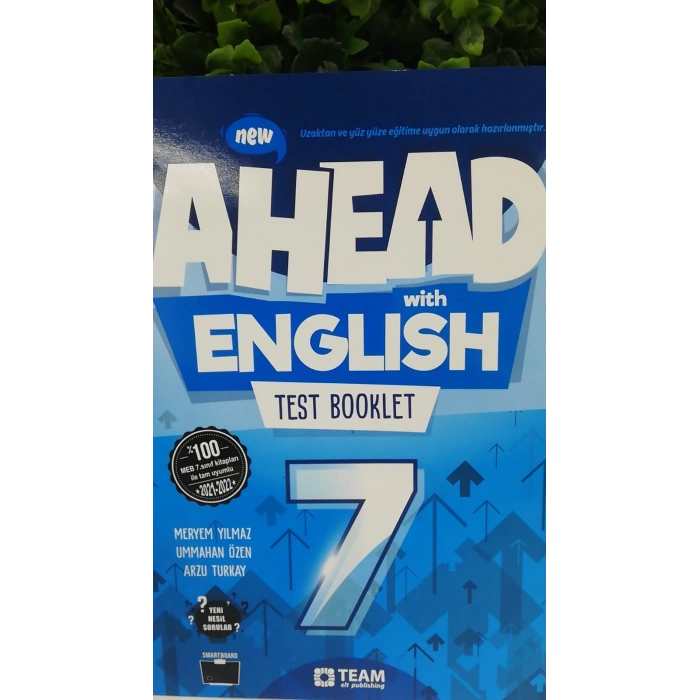 new
Uzaktan ve yüz yüze eğitime uygun olarak hazırlanmıştır.
AHEAD
with
ENGLISH
TEST BOOKLET
%100
MEB 7.sınıf kitapları
ile tam uyumlu
2021-2022
7
MERYEM YILMAZ
UMMAHAN ÖZEN
ARZU TURKAY
YENİ
NESİL
SORULAR
SMARTBOARD
TEAM
elt publishing